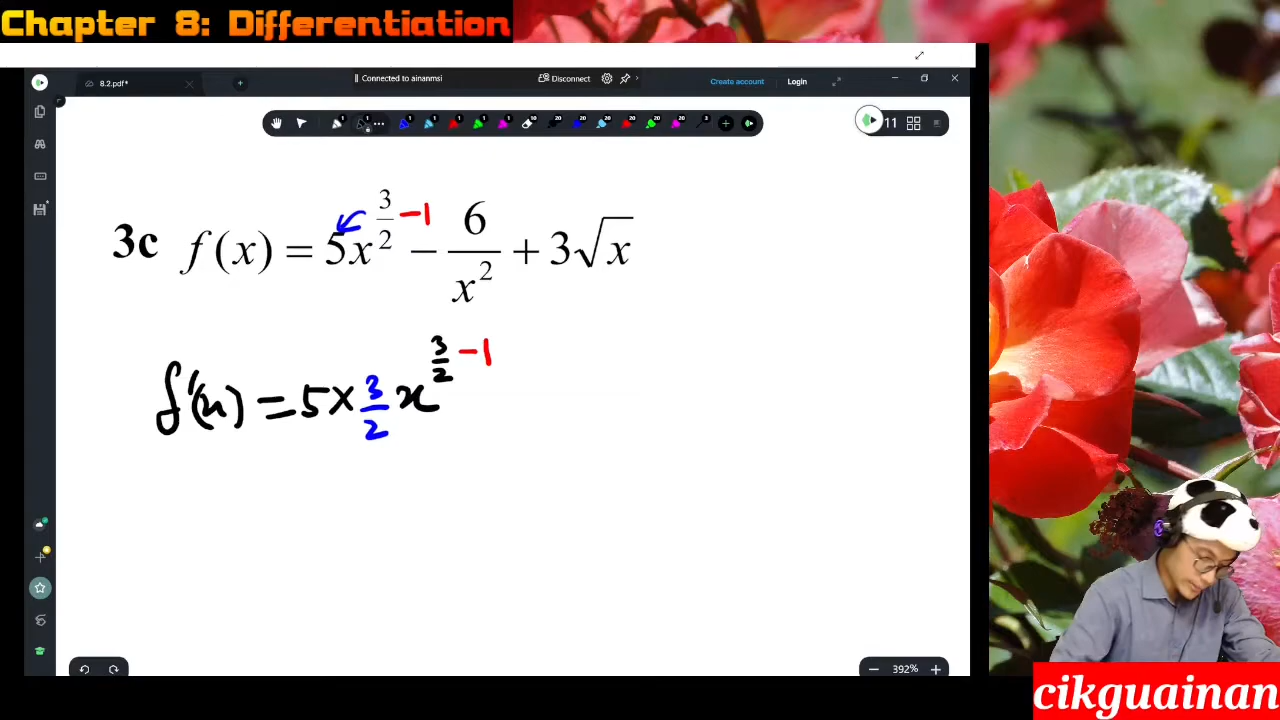 Chapter 8: Differentiation
8.2.pdf*
Connected to ainanmsi
Disconnect
Create account
Login
11
3c f(x) = 5x^{3/2} −1 − 6/x^2 + 3√x
f'(x) = 5 × 3/2 x^{3/2 −1}
392%
cikguainan